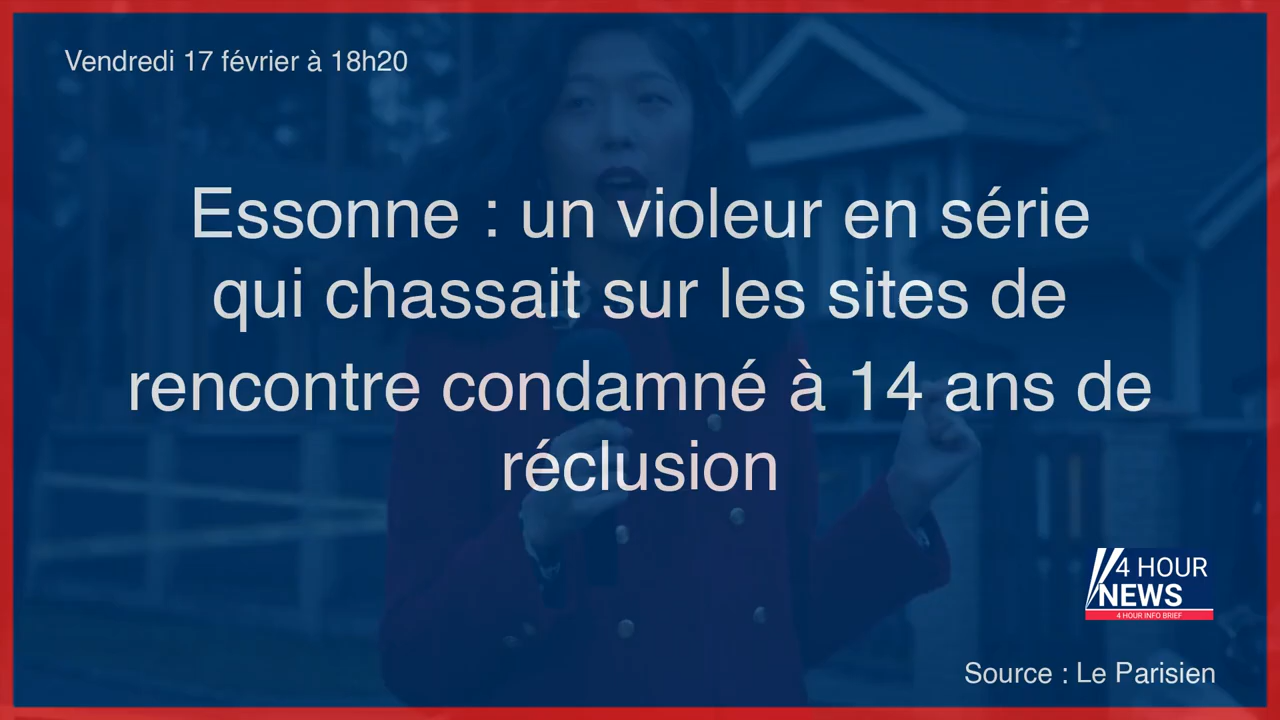 Vendredi 17 février à 18h20
Essonne : un violeur en série
qui chassait sur les sites de
rencontre condamné à 14 ans de
réclusion
4 HOUR
NEWS
4 HOUR INFO BRIEF
Source : Le Parisien